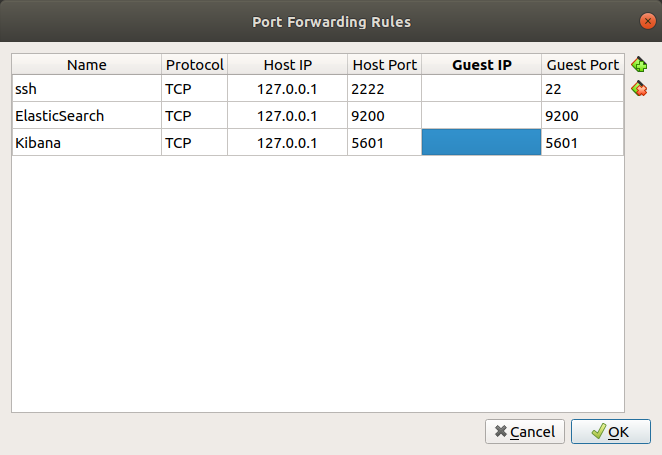 Port Forwarding Rules
Name Protocol Host IP Host Port Guest IP Guest Port
ssh TCP 127.0.0.1 2222 22
ElasticSearch TCP 127.0.0.1 9200 9200
Kibana TCP 127.0.0.1 5601 5601
Cancel OK